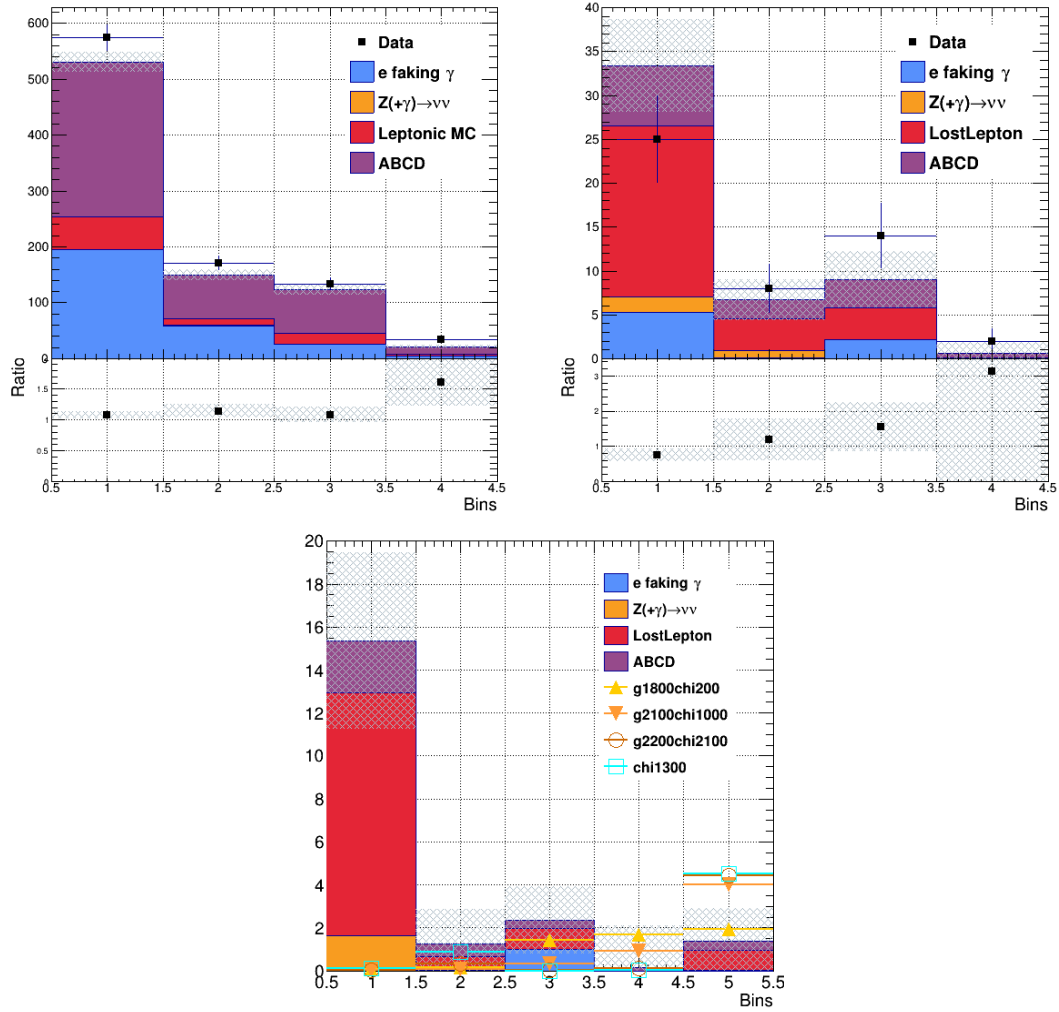 600
500
400
300
200
100
0
Data
e faking γ
Z(+γ)→νν
Leptonic MC
ABCD
Ratio
1.5
1
0.5
0
0.5 1 1.5 2 2.5 3 3.5 4 4.5
Bins
40
35
30
25
20
15
10
5
0
Data
e faking γ
Z(+γ)→νν
LostLepton
ABCD
Ratio
3
2
1
0
0.5 1 1.5 2 2.5 3 3.5 4 4.5
Bins
20
18
16
14
12
10
8
6
4
2
0
e faking γ
Z(+γ)→νν
LostLepton
ABCD
g1800chi200
g2100chi1000
g2200chi2100
chi1300
0.5 1 1.5 2 2.5 3 3.5 4 4.5 5 5.5
Bins